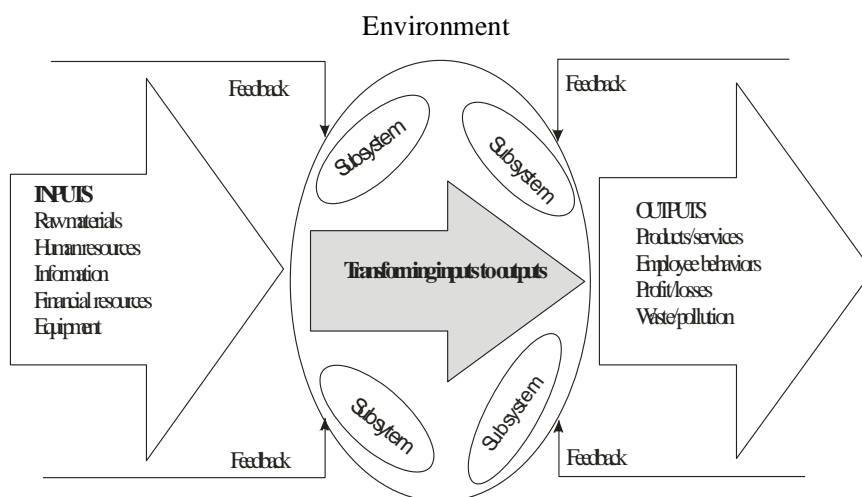 Environment
Feedback
Feedback
Subsystem
Subsystem
INPUTS
Raw materials
Human resources
Information
Financial resources
Equipment
Transforming inputs to outputs
OUTPUTS
Products/services
Employee behaviors
Profit/losses
Waste/pollution
Subsytem
Subsystem
Feedback
Feedback